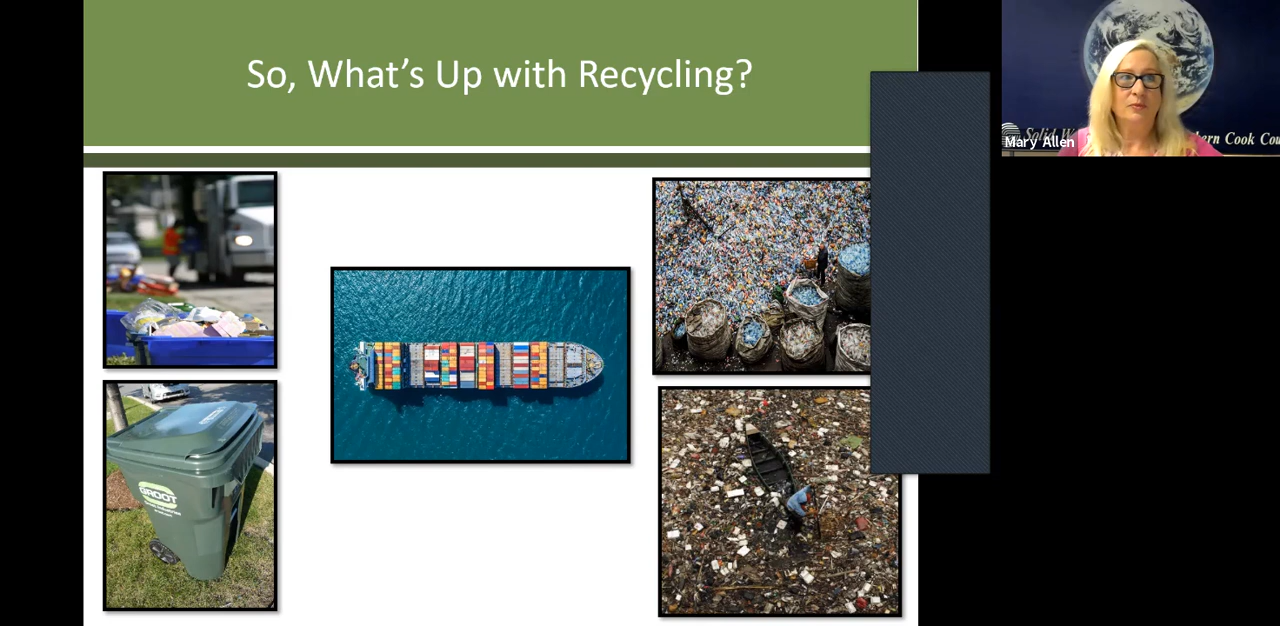 So, What's Up with Recycling?
Solid W
ern Cook Cou
Mary Allen
GROOT